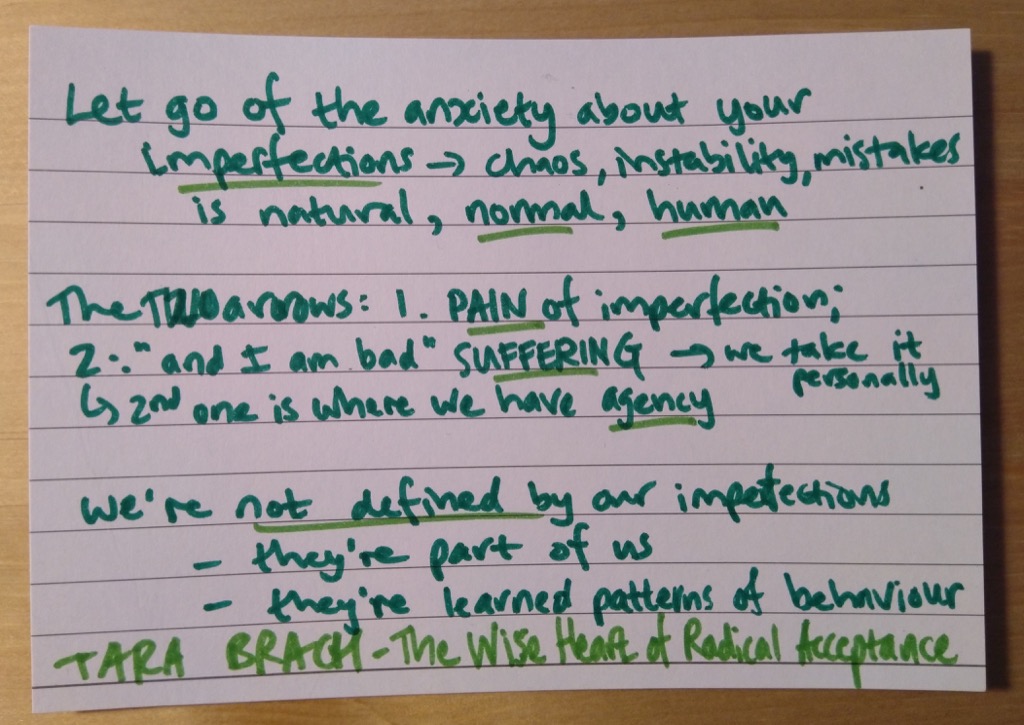 Let go of the anxiety about your
imperfections → chaos, instability, mistakes
is natural, normal, human
The TWO arrows: 1. PAIN of imperfection;
2: "and I am bad" SUFFERING → we take it
personally
↳ 2nd one is where we have agency
We're not defined by our imperfections
- they're part of us
- they're learned patterns of behaviour
TARA BRACH - The Wise Heart of Radical Acceptance